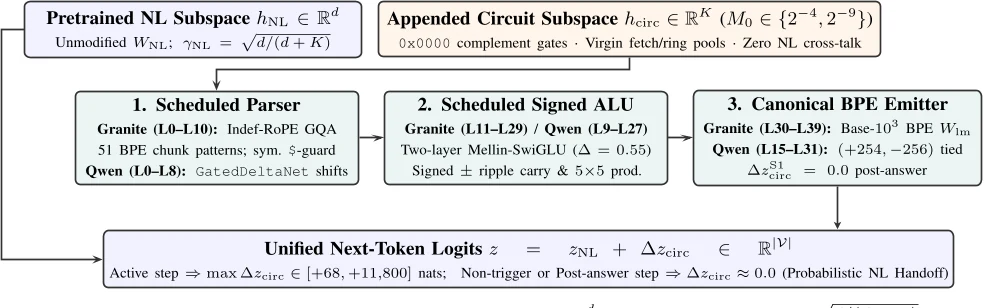 Pretrained NL Subspace h_NL ∈ ℝ^d
Unmodified W_NL; γ_NL = √(d/(d + K))
Appended Circuit Subspace h_circ ∈ ℝ^K (M_0 ∈ {2^−4, 2^−9})
0x0000 complement gates · Virgin fetch/ring pools · Zero NL cross-talk
1. Scheduled Parser
Granite (L0–L10): Indef-RoPE GQA
51 BPE chunk patterns; sym. $-guard
Qwen (L0–L8): GatedDeltaNet shifts
2. Scheduled Signed ALU
Granite (L11–L29) / Qwen (L9–L27)
Two-layer Mellin-SwiGLU (Δ = 0.55)
Signed ± ripple carry & 5×5 prod.
3. Canonical BPE Emitter
Granite (L30–L39): Base-10^3 BPE W_lm
Qwen (L15–L31): (+254, −256) tied
Δz_circ^S1 = 0.0 post-answer
Unified Next-Token Logits z = z_NL + Δz_circ ∈ ℝ^|𝒱|
Active step ⇒ max Δz_circ ∈ [+68, +11,800] nats; Non-trigger or Post-answer step ⇒ Δz_circ ≈ 0.0 (Probabilistic NL Handoff)